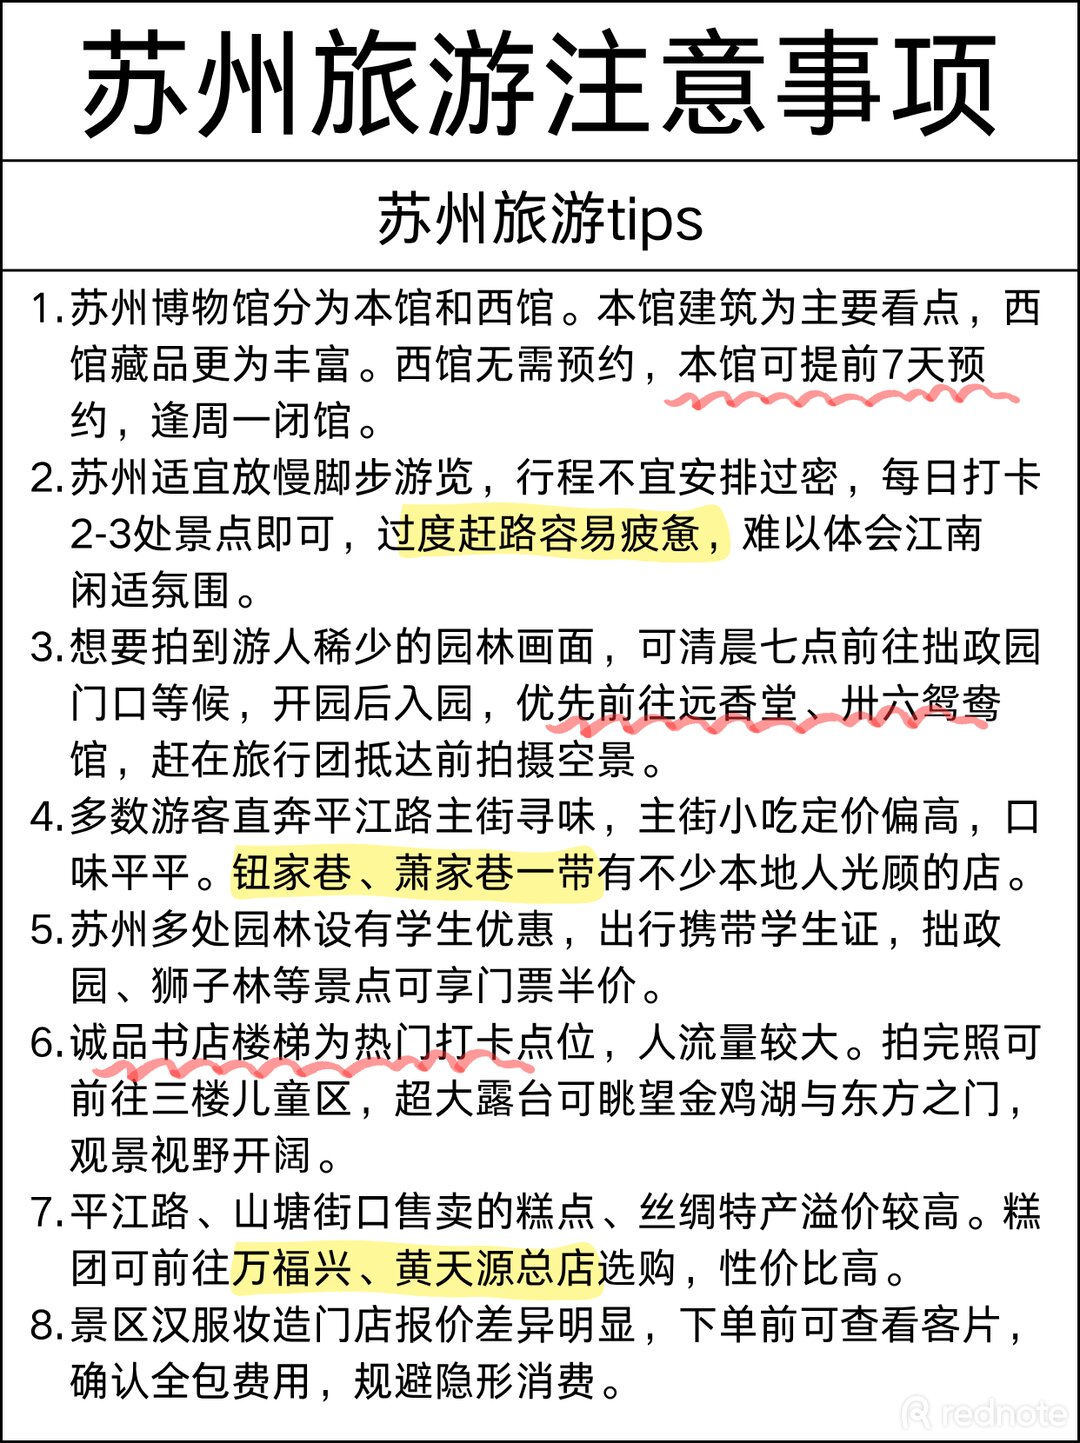 苏州旅游注意事项
苏州旅游tips
1.苏州博物馆分为本馆和西馆。本馆建筑为主要看点，西
馆藏品更为丰富。西馆无需预约，本馆可提前7天预
约，逢周一闭馆。
2.苏州适宜放慢脚步游览，行程不宜安排过密，每日打卡
2-3处景点即可，过度赶路容易疲惫，难以体会江南
闲适氛围。
3.想要拍到游人稀少的园林画面，可清晨七点前往拙政园
门口等候，开园后入园，优先前往远香堂、卅六鸳鸯
馆，赶在旅行团抵达前拍摄空景。
4.多数游客直奔平江路主街寻味，主街小吃定价偏高，口
味平平。钮家巷、萧家巷一带有不少本地人光顾的店。
5.苏州多处园林设有学生优惠，出行携带学生证，拙政
园、狮子林等景点可享门票半价。
6.诚品书店楼梯为热门打卡点位，人流量较大。拍完照可
前往三楼儿童区，超大露台可眺望金鸡湖与东方之门，
观景视野开阔。
7.平江路、山塘街口售卖的糕点、丝绸特产溢价较高。糕
团可前往万福兴、黄天源总店选购，性价比高。
8.景区汉服妆造门店报价差异明显，下单前可查看客片，
确认全包费用，规避隐形消费。
rednote